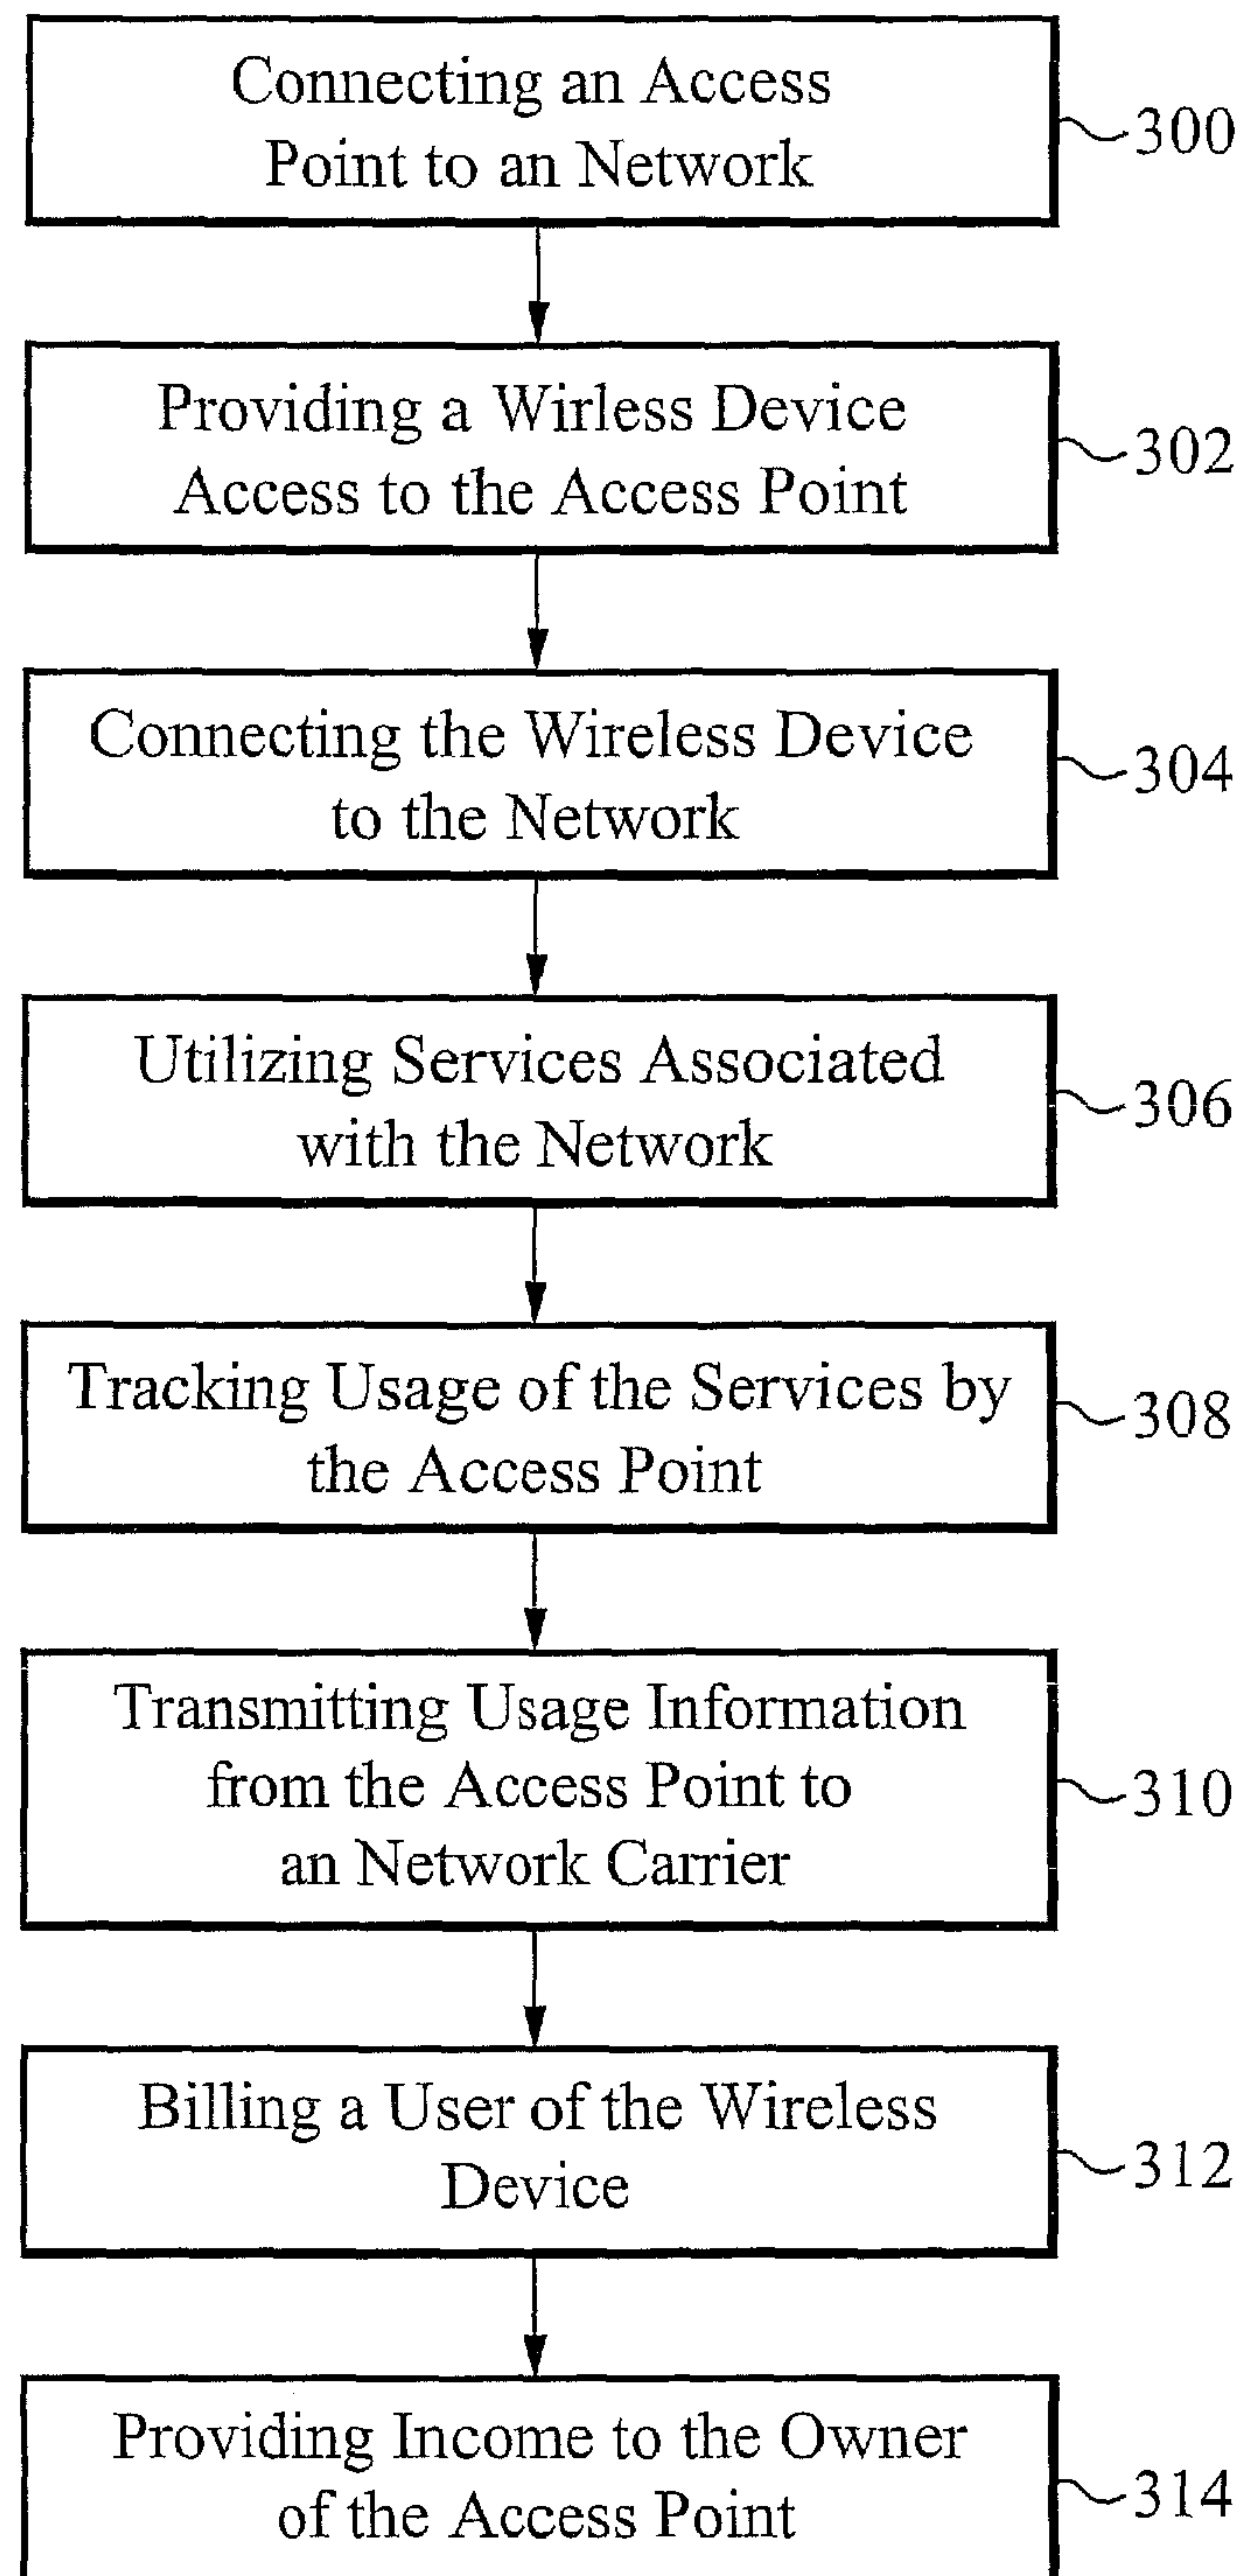 Connecting an Access
Point to an Network
300
Providing a Wirless Device
Access to the Access Point
302
Connecting the Wireless Device
to the Network
304
Utilizing Services Associated
with the Network
306
Tracking Usage of the Services by
the Access Point
308
Transmitting Usage Information
from the Access Point to
an Network Carrier
310
Billing a User of the Wireless
Device
312
Providing Income to the Owner
of the Access Point
314